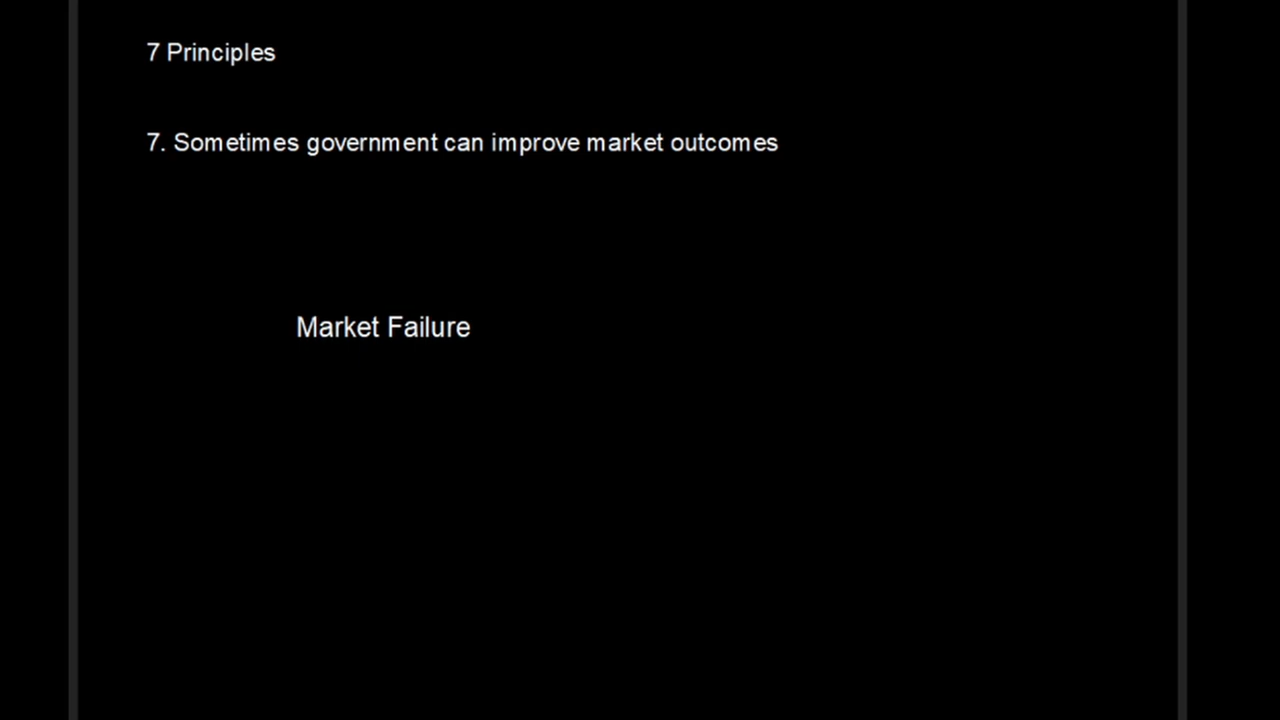 7 Principles
7. Sometimes government can improve market outcomes
Market Failure